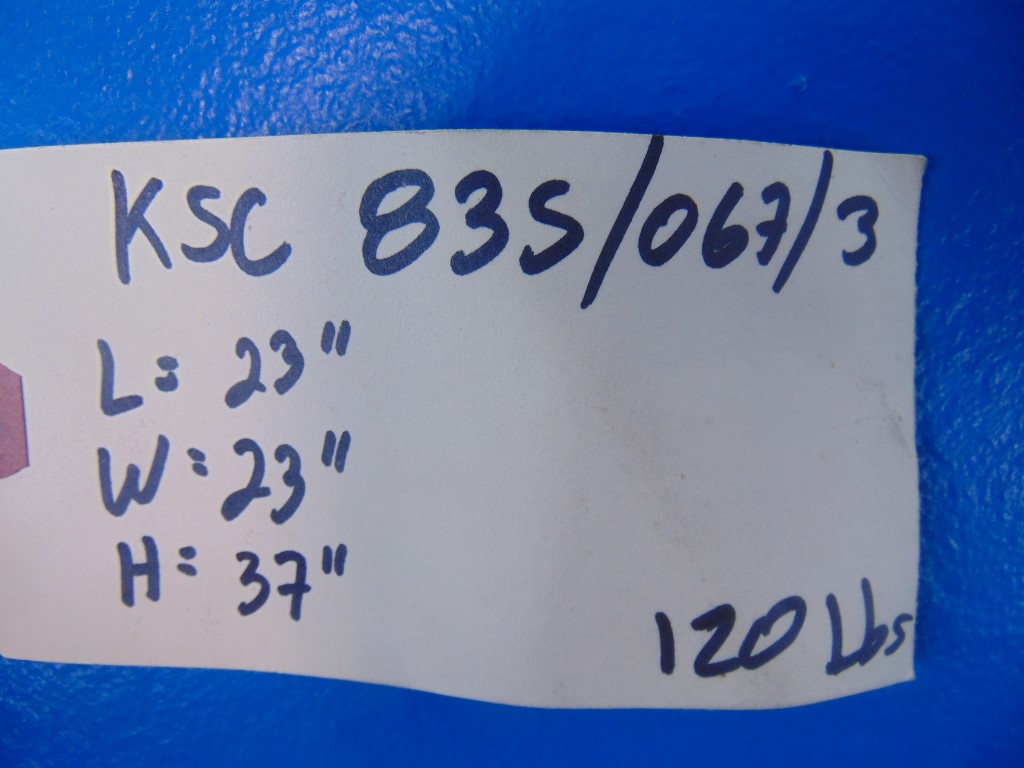 KSC 835/067/3
L: 23"
W: 23"
H: 37"
120 Lbs